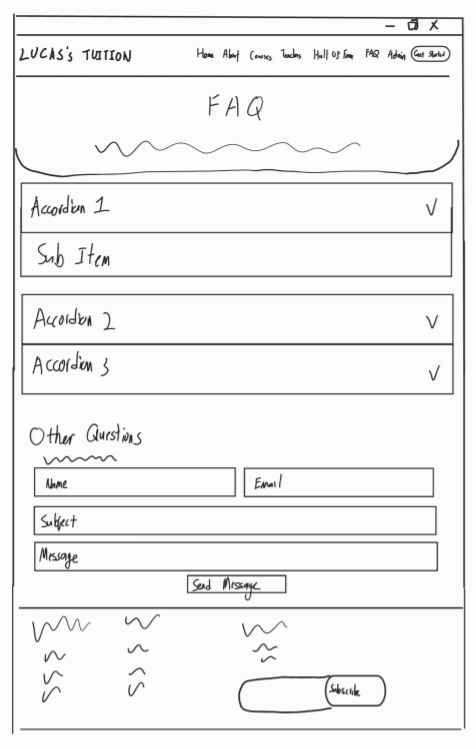 LUCAS's TUITION Home About Courses Teachers Hall Of Fame FAQ Admin Get Started
FAQ
Accordion 1
Sub Item
Accordion 2
Accordion 3
Other Questions
Name Email
Subject
Message
Send Message
Subscribe